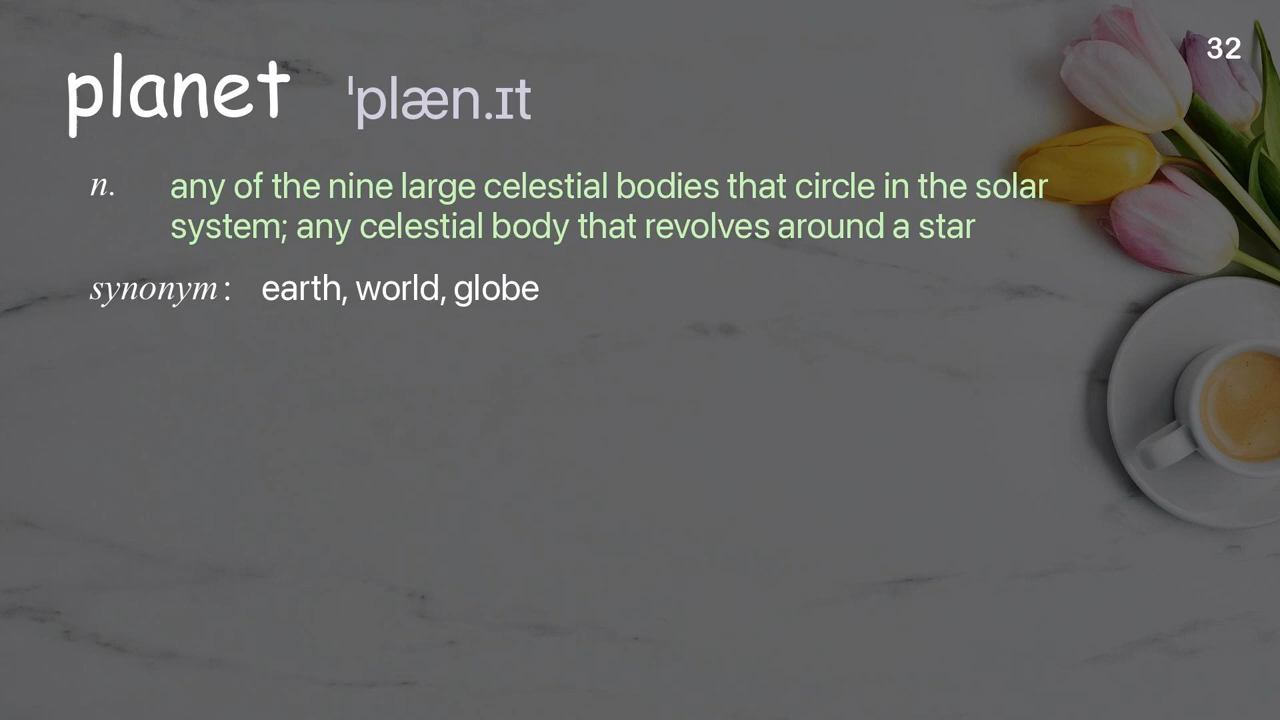 32
planet ˈplæn.ɪt
n. any of the nine large celestial bodies that circle in the solar
system; any celestial body that revolves around a star
synonym: earth, world, globe